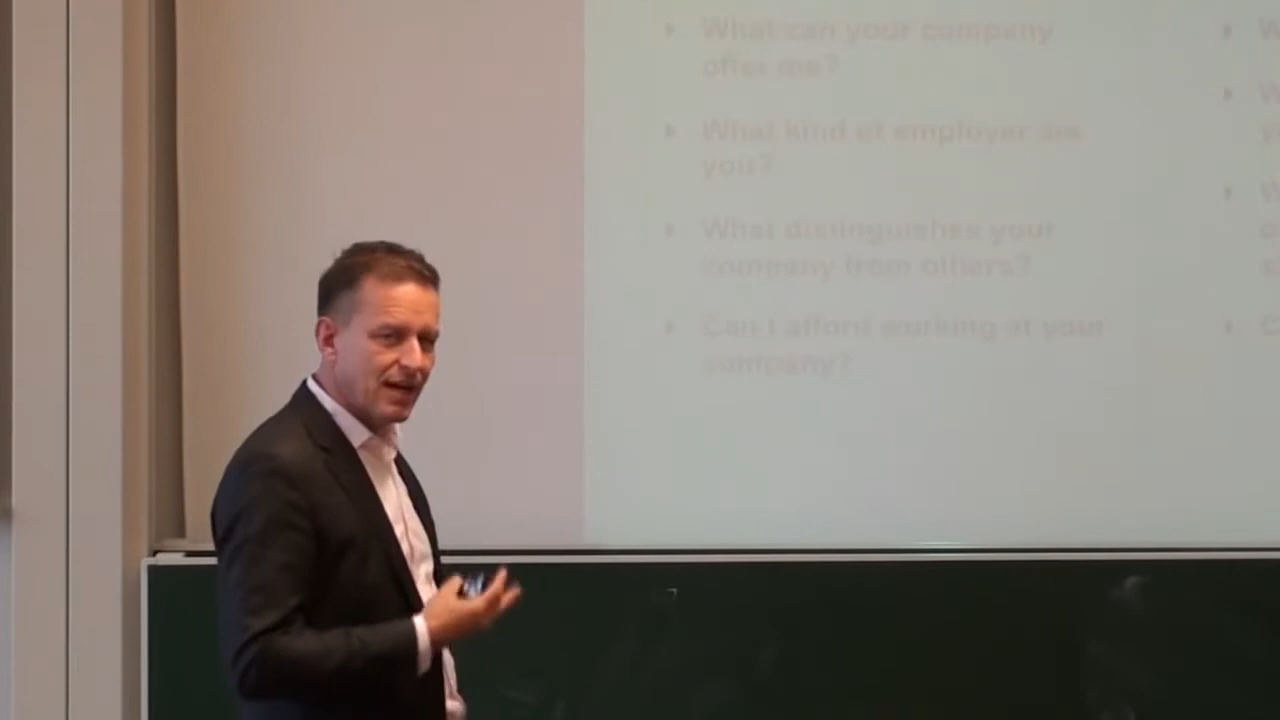 What can your company
offer me?
What kind of employer are
you?
What distinguishes your
company from others?
Can I afford working at your
company?